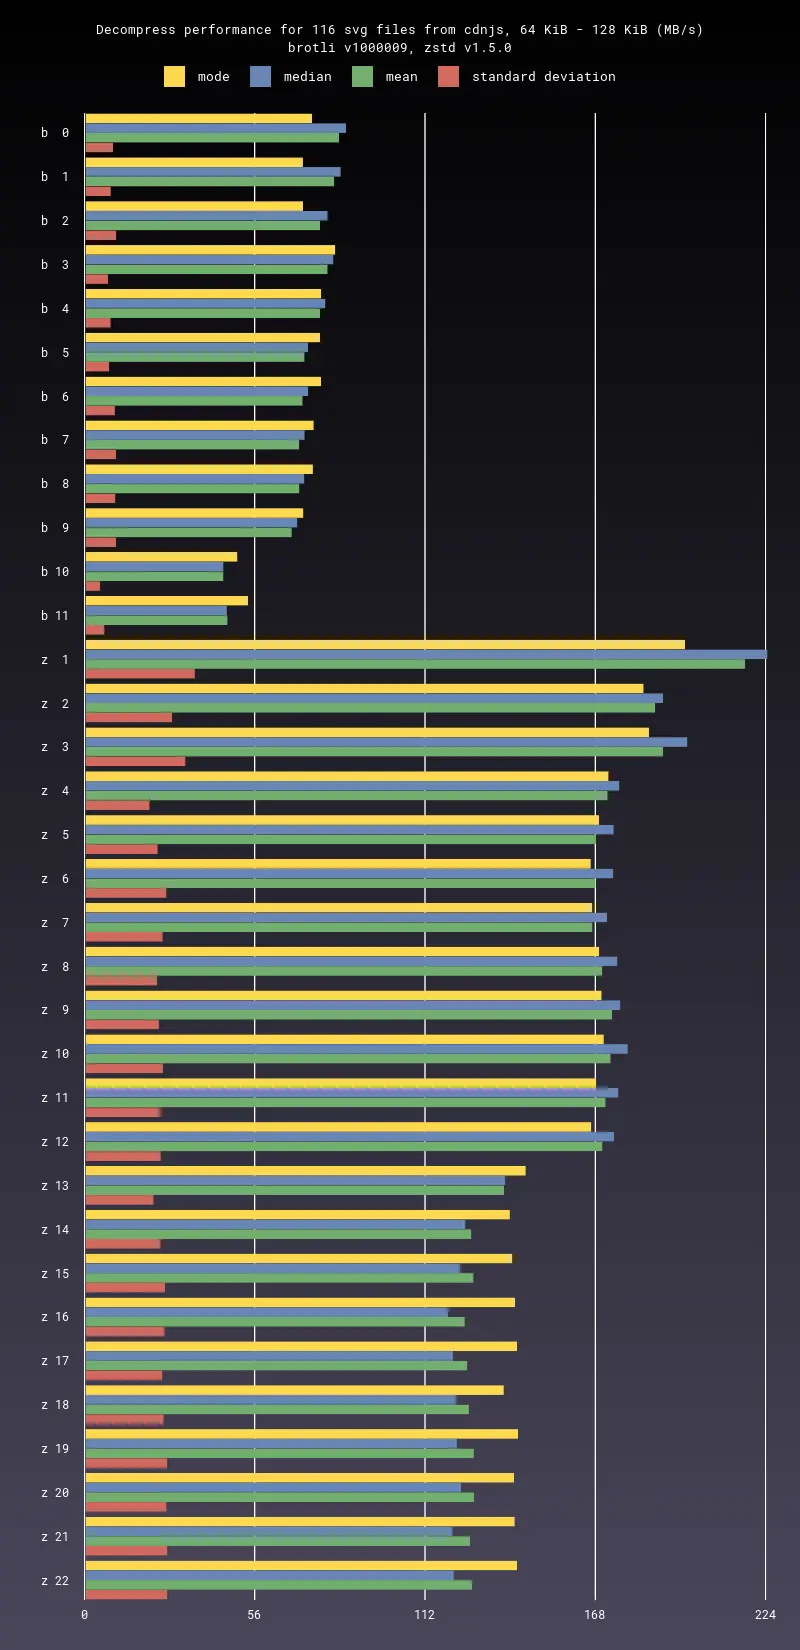 Decompress performance for 116 svg files from cdnjs, 64 KiB - 128 KiB (MB/s)
brotli v1000009, zstd v1.5.0
mode median mean standard deviation
b 0
b 1
b 2
b 3
b 4
b 5
b 6
b 7
b 8
b 9
b 10
b 11
z 1
z 2
z 3
z 4
z 5
z 6
z 7
z 8
z 9
z 10
z 11
z 12
z 13
z 14
z 15
z 16
z 17
z 18
z 19
z 20
z 21
z 22
0 56 112 168 224